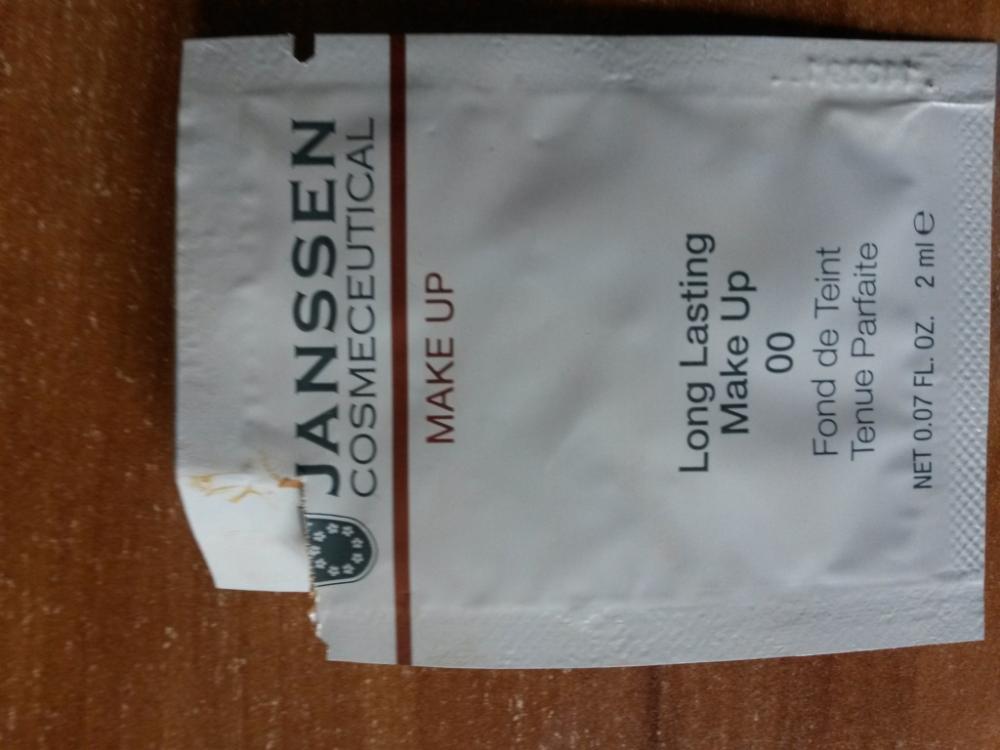 JANSSEN
COSMECEUTICAL
MAKE UP
Long Lasting
Make Up
00
Fond de Teint
Tenue Parfaite
NET 0.07 FL. OZ. 2 ml e